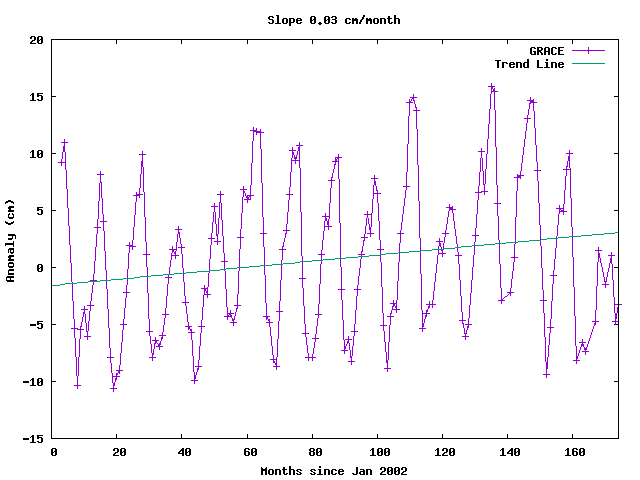 Slope 0.03 cm/month
GRACE
Trend Line
Anomaly (cm)
20
15
10
5
0
-5
-10
-15
0 20 40 60 80 100 120 140 160
Months since Jan 2002